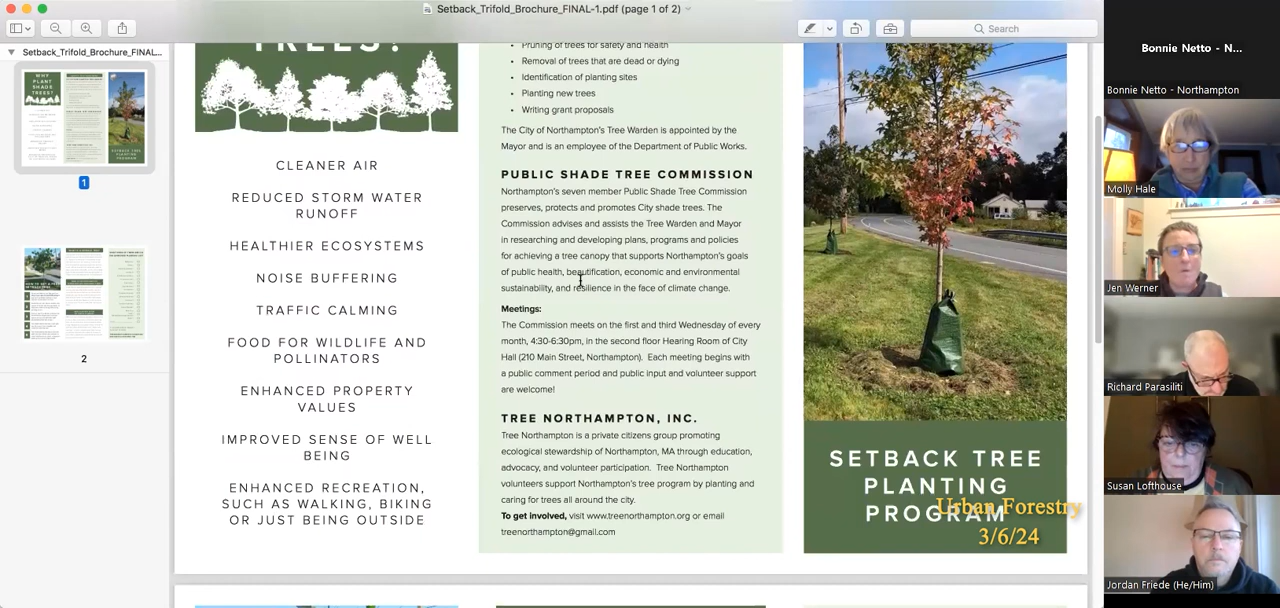 Setback_Trifold_Brochure_FINAL-1.pdf (page 1 of 2)
Search
Setback_Trifold_Brochure_FINAL...
1
2
TREES?
CLEANER AIR
REDUCED STORM WATER
RUNOFF
HEALTHIER ECOSYSTEMS
NOISE BUFFERING
TRAFFIC CALMING
FOOD FOR WILDLIFE AND
POLLINATORS
ENHANCED PROPERTY
VALUES
IMPROVED SENSE OF WELL
BEING
ENHANCED RECREATION,
SUCH AS WALKING, BIKING
OR JUST BEING OUTSIDE
• Pruning of trees for safety and health
• Removal of trees that are dead or dying
• Identification of planting sites
• Planting new trees
• Writing grant proposals
The City of Northampton's Tree Warden is appointed by the
Mayor and is an employee of the Department of Public Works.
PUBLIC SHADE TREE COMMISSION
Northampton's seven member Public Shade Tree Commission
preserves, protects and promotes City shade trees. The
Commission advises and assists the Tree Warden and Mayor
in researching and developing plans, programs and policies
for achieving a tree canopy that supports Northampton's goals
of public health, beautification, economic and environmental
sustainability, and resilience in the face of climate change.
Meetings:
The Commission meets on the first and third Wednesday of every
month, 4:30-6:30pm, in the second floor Hearing Room of City
Hall (210 Main Street, Northampton). Each meeting begins with
a public comment period and public input and volunteer support
are welcome!
TREE NORTHAMPTON, INC.
Tree Northampton is a private citizens group promoting
ecological stewardship of Northampton, MA through education,
advocacy, and volunteer participation. Tree Northampton
volunteers support Northampton's tree program by planting and
caring for trees all around the city.
To get involved, visit www.treenorthampton.org or email
treenorthampton@gmail.com
SETBACK TREE
PLANTING
PROGRAM
Urban Forestry
3/6/24
Bonnie Netto - N...
Bonnie Netto - Northampton
Molly Hale
Jen Werner
Richard Parasiliti
Susan Lofthouse
Jordan Friede (He/Him)